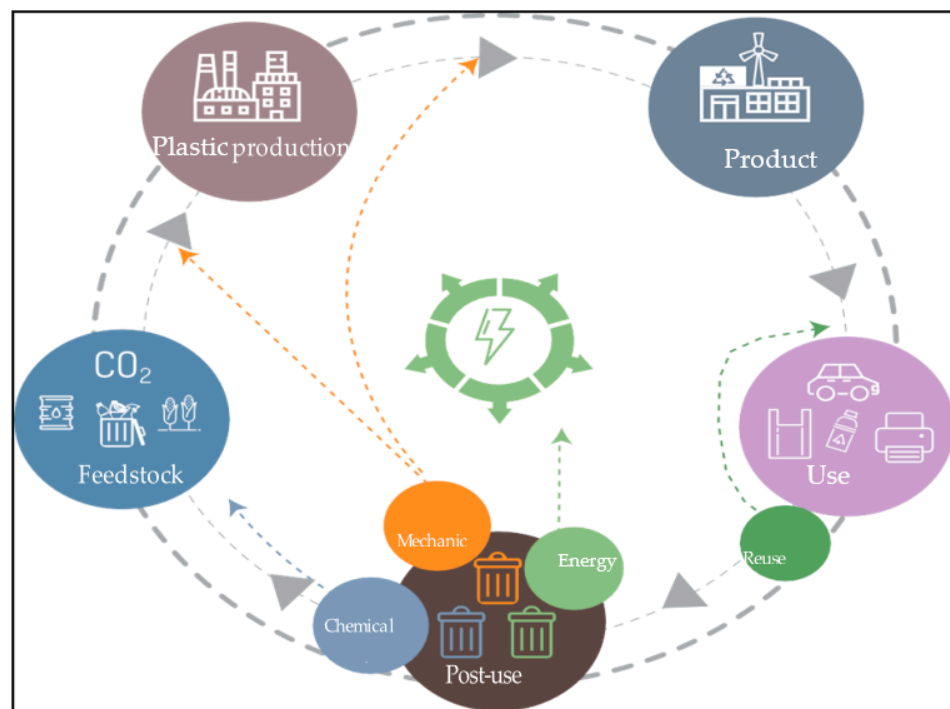 Plastic production
Product
CO₂
Feedstock
Use
Mechanic
Energy
Reuse
Chemical
Post-use